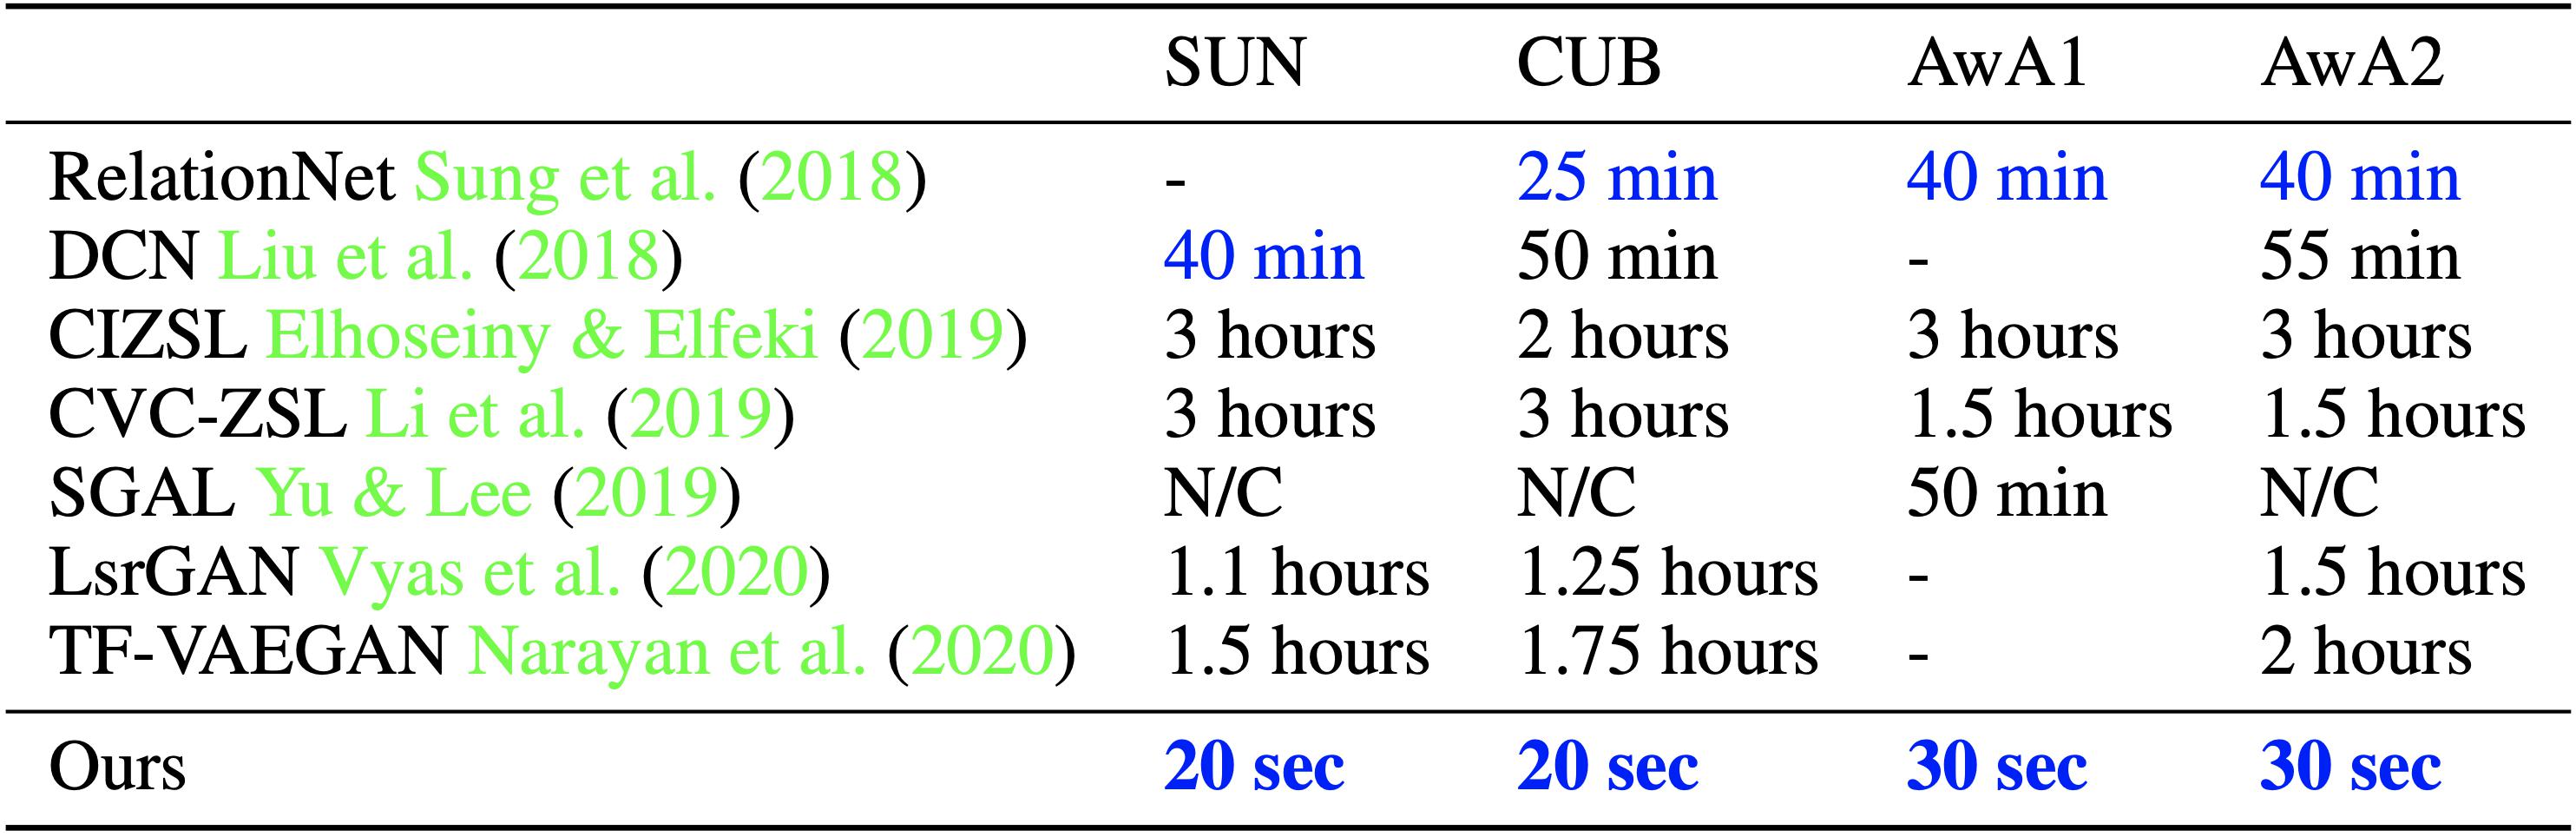 SUN CUB AwA1 AwA2
RelationNet Sung et al. (2018) - 25 min 40 min 40 min
DCN Liu et al. (2018) 40 min 50 min - 55 min
CIZSL Elhoseiny & Elfeki (2019) 3 hours 2 hours 3 hours 3 hours
CVC-ZSL Li et al. (2019) 3 hours 3 hours 1.5 hours 1.5 hours
SGAL Yu & Lee (2019) N/C N/C 50 min N/C
LsrGAN Vyas et al. (2020) 1.1 hours 1.25 hours - 1.5 hours
TF-VAEGAN Narayan et al. (2020) 1.5 hours 1.75 hours - 2 hours
Ours 20 sec 20 sec 30 sec 30 sec